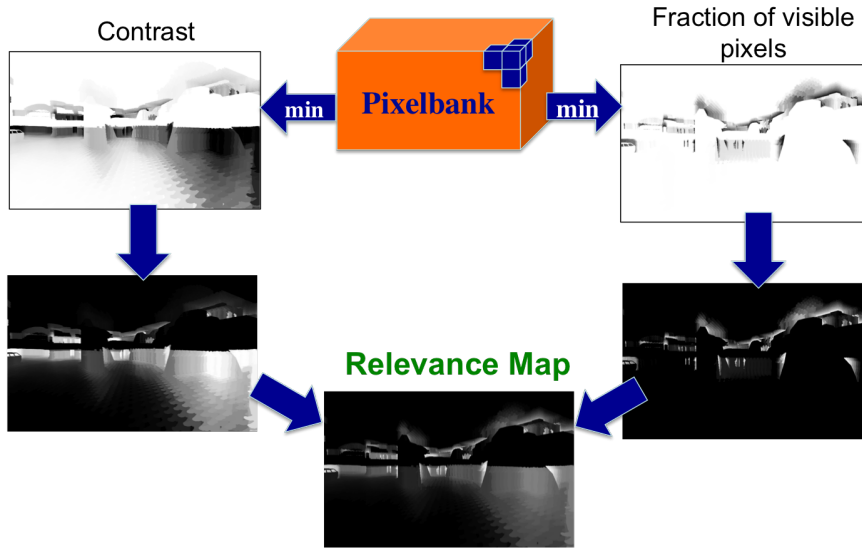 Contrast
Fraction of visible
pixels
min
Pixelbank
min
Relevance Map